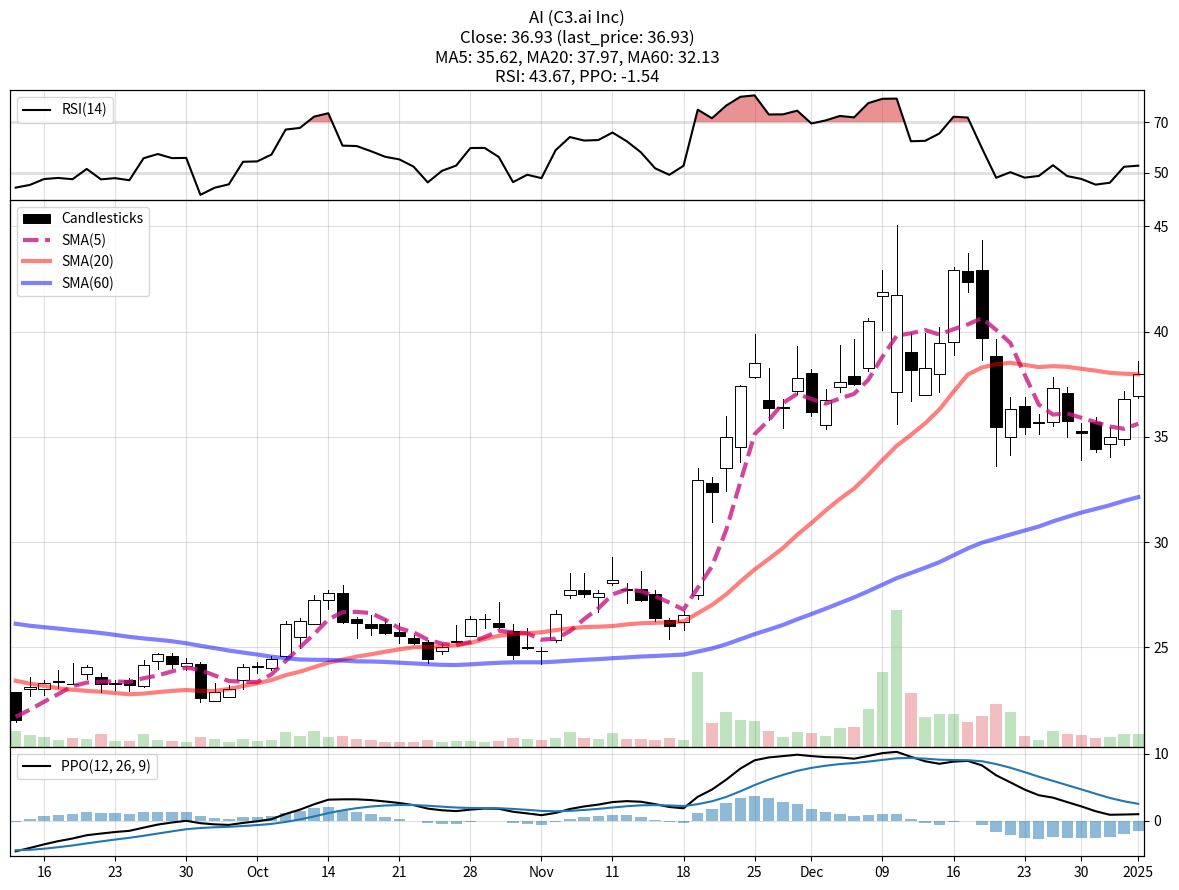 AI (C3.ai Inc)
Close: 36.93 (last_price: 36.93)
MA5: 35.62, MA20: 37.97, MA60: 32.13
RSI: 43.67, PPO: -1.54
RSI(14)
70
50
Candlesticks
SMA(5)
SMA(20)
SMA(60)
45
40
35
30
25
PPO(12, 26, 9)
10
0
16 23 30 Oct 14 21 28 Nov 11 18 25 Dec 09 16 23 30 2025